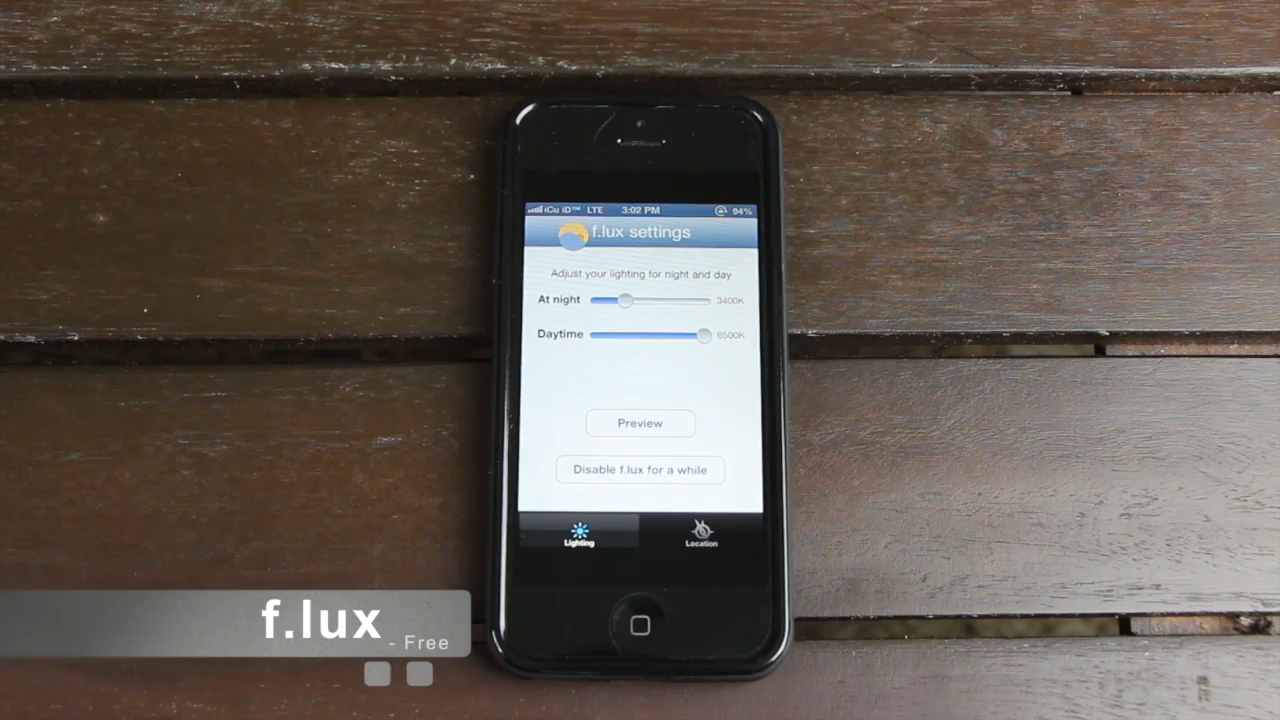 iCu iD™ LTE 3:02 PM 94%
f.lux settings
Adjust your lighting for night and day
At night 3400K
Daytime 6500K
Preview
Disable f.lux for a while
Lighting Location
f.lux - Free